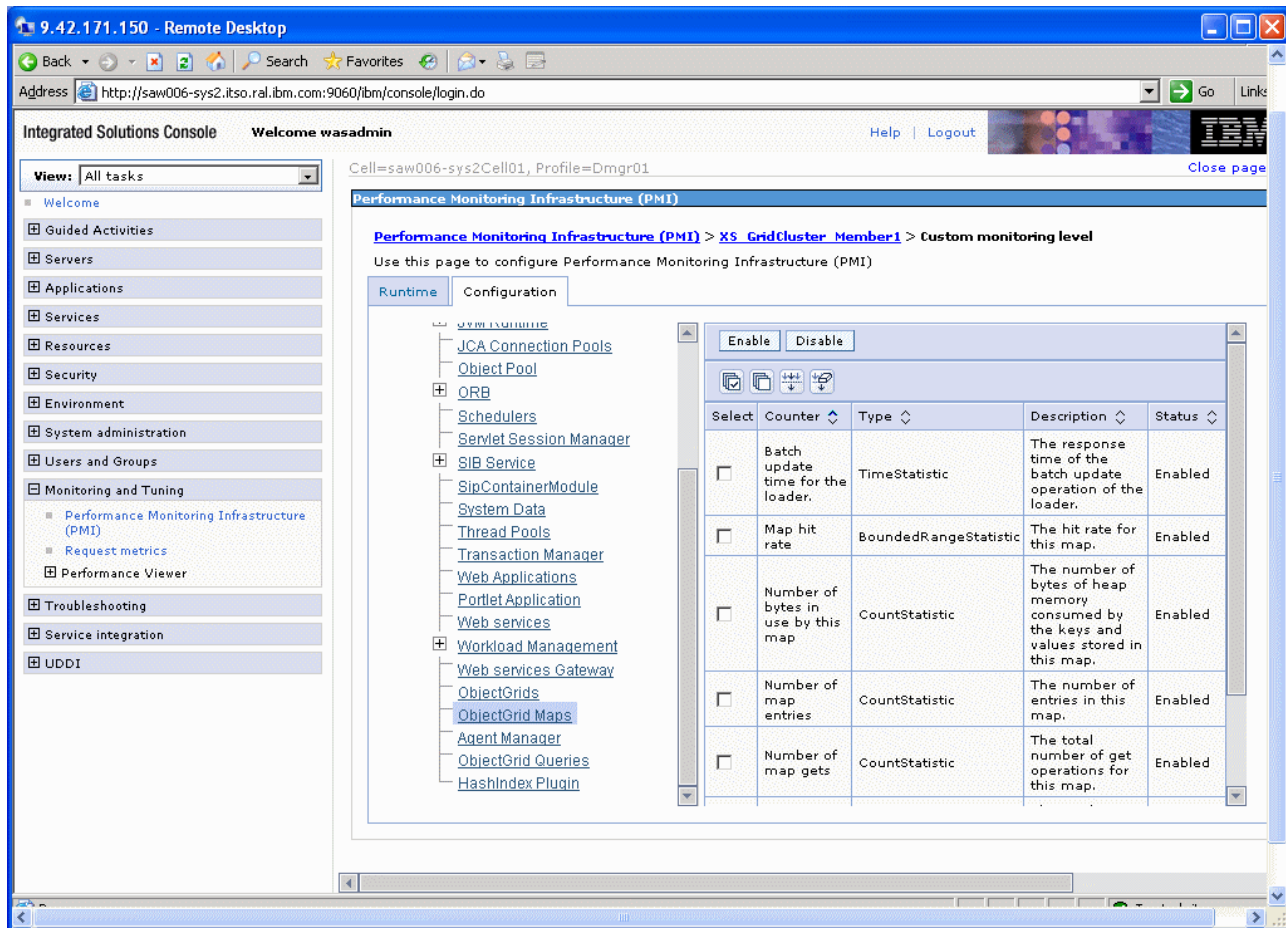 9.42.171.150 - Remote Desktop
Back Search Favorites
Address http://saw006-sys2.itso.ral.ibm.com:9060/ibm/console/login.do Go Links
Integrated Solutions Console Welcome wasadmin Help | Logout IBM
View: All tasks
Cell=saw006-sys2Cell01, Profile=Dmgr01 Close page
Welcome
Guided Activities
Servers
Applications
Services
Resources
Security
Environment
System administration
Users and Groups
Monitoring and Tuning
Performance Monitoring Infrastructure
(PMI)
Request metrics
Performance Viewer
Troubleshooting
Service integration
UDDI
Performance Monitoring Infrastructure (PMI)
Performance Monitoring Infrastructure (PMI) > XS_GridCluster_Member1 > Custom monitoring level
Use this page to configure Performance Monitoring Infrastructure (PMI)
Runtime Configuration
JVM Runtime
JCA Connection Pools
Object Pool
ORB
Schedulers
Servlet Session Manager
SIB Service
SipContainerModule
System Data
Thread Pools
Transaction Manager
Web Applications
Portlet Application
Web services
Workload Management
Web services Gateway
ObjectGrids
ObjectGrid Maps
Agent Manager
ObjectGrid Queries
HashIndex Plugin
Enable Disable
Select Counter Type Description Status
Batch
update
time for the
loader.
TimeStatistic
The response
time of the
batch update
operation of the
loader.
Enabled
Map hit
rate
BoundedRangeStatistic
The hit rate for
this map.
Enabled
Number of
bytes in
use by this
map
CountStatistic
The number of
bytes of heap
memory
consumed by
the keys and
values stored in
this map.
Enabled
Number of
map
entries
CountStatistic
The number of
entries in this
map.
Enabled
Number of
map gets
CountStatistic
The total
number of get
operations for
this map.
Enabled